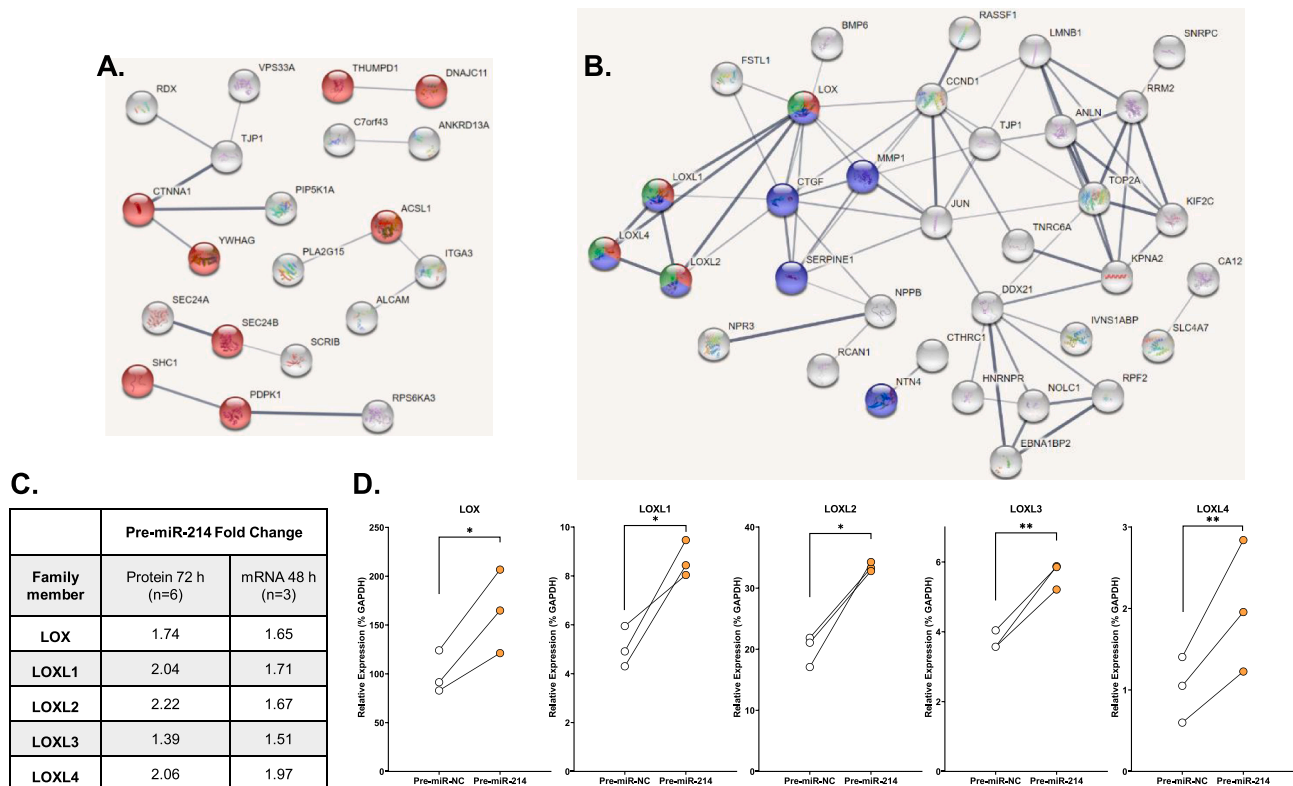 A.
RDX
VPS33A
THUMPD1
DNAJC11
TJP1
C7orf43
ANKRD13A
CTNNA1
PIP5K1A
ACSL1
YWHAG
PLA2G15
ITGA3
SEC24A
ALCAM
SEC24B
SCRIB
SHC1
PDPK1
RPS6KA3
B.
BMP6
RASSF1
LMNB1
SNRPC
FSTL1
LOX
CCND1
RRM2
ANLN
TJP1
MMP1
LOXL1
CTGF
TOP2A
JUN
KIF2C
LOXL4
LOXL2
TNRC6A
SERPINE1
KPNA2
CA12
NPPB
DDX21
NPR3
IVNS1ABP
SLC4A7
RCAN1
CTHRC1
NTN4
HNRNPR
NOLC1
RPF2
EBNA1BP2
C.
Pre-miR-214 Fold Change
Family member Protein 72 h (n=6) mRNA 48 h (n=3)
LOX 1.74 1.65
LOXL1 2.04 1.71
LOXL2 2.22 1.67
LOXL3 1.39 1.51
LOXL4 2.06 1.97
D.
LOX
Relative Expression (% GAPDH)
250
200
150
100
50
0
*
Pre-miR-NC Pre-miR-214
LOXL1
Relative Expression (% GAPDH)
10
8
6
4
2
0
*
Pre-miR-NC Pre-miR-214
LOXL2
Relative Expression (% GAPDH)
40
30
20
10
0
*
Pre-miR-NC Pre-miR-214
LOXL3
Relative Expression (% GAPDH)
6
4
2
0
**
Pre-miR-NC Pre-miR-214
LOXL4
Relative Expression (% GAPDH)
3
2
1
0
**
Pre-miR-NC Pre-miR-214